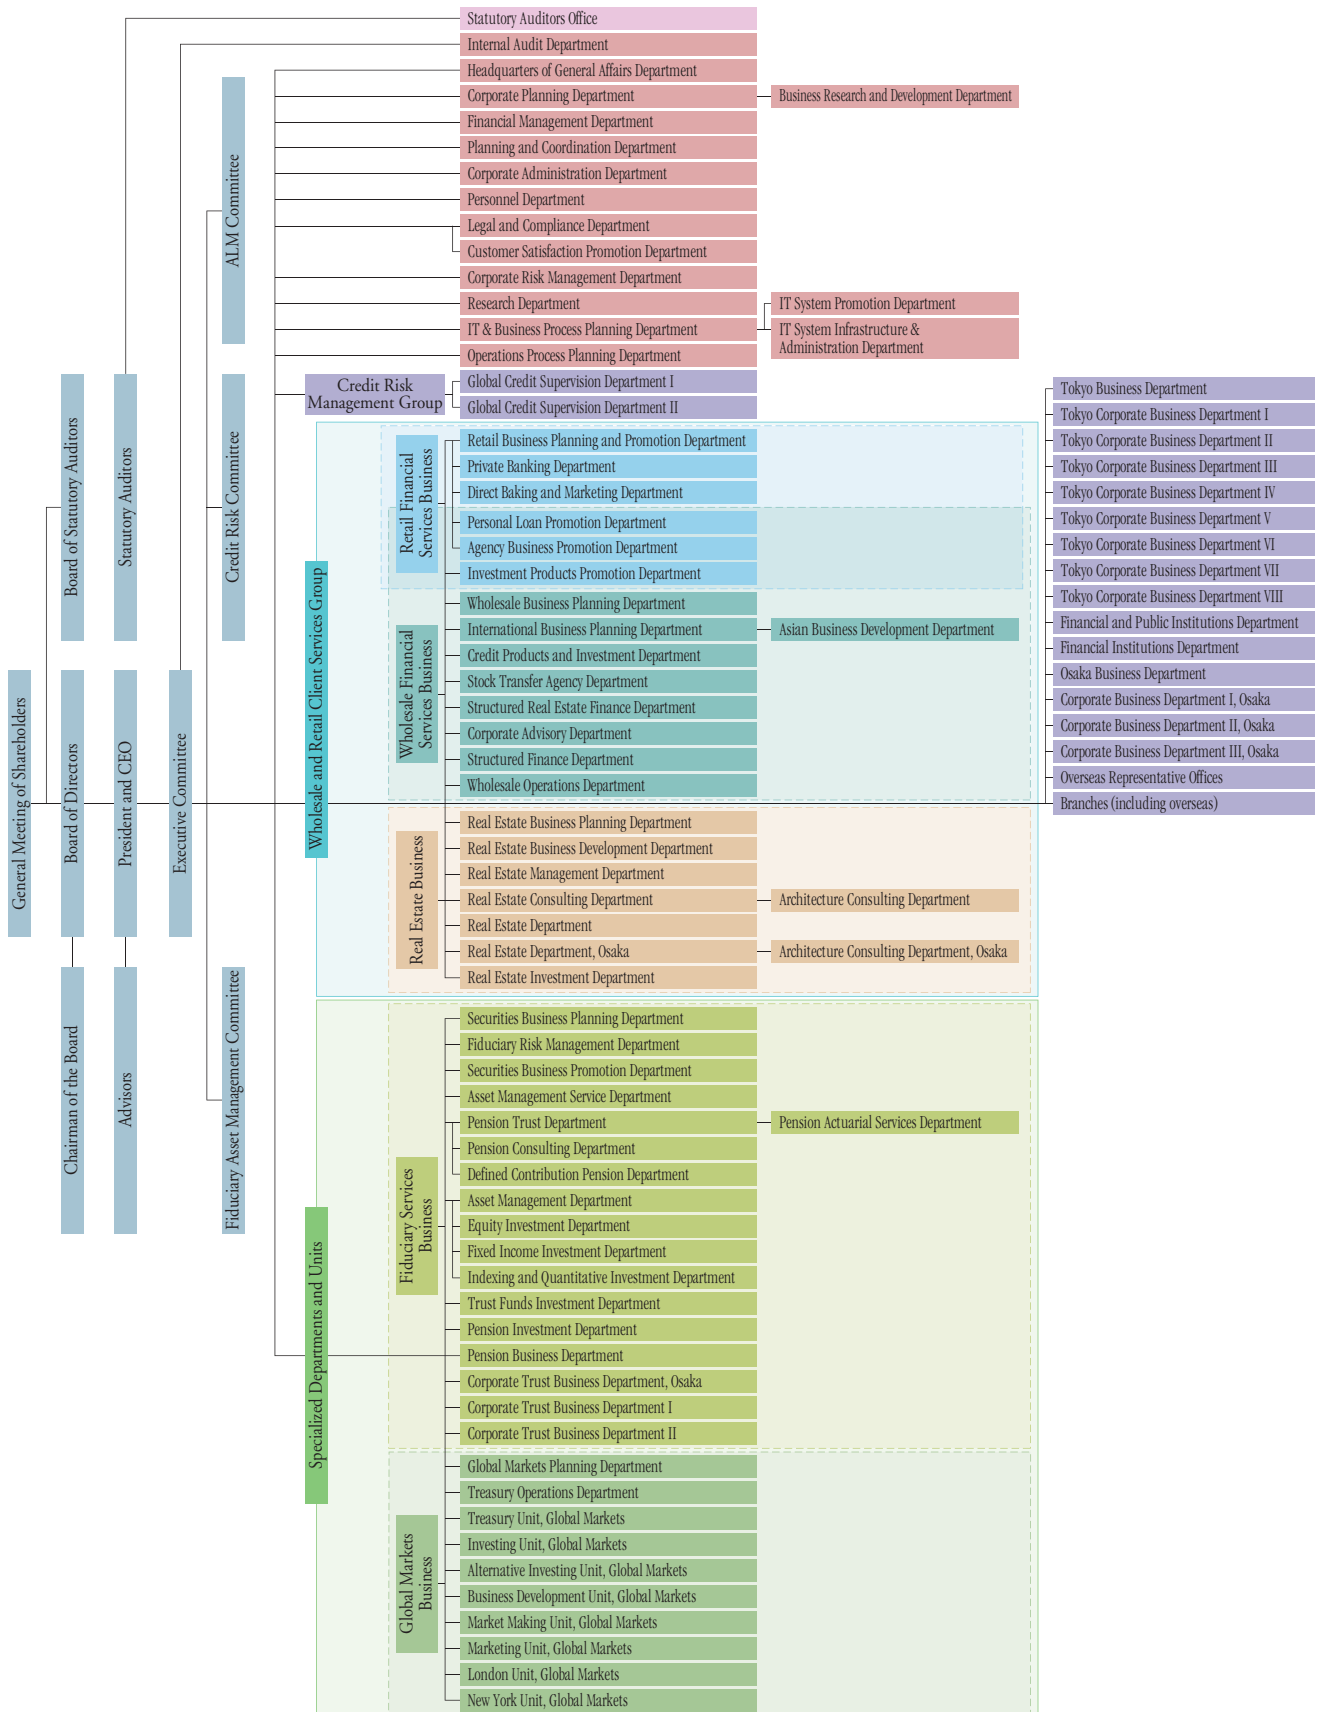 General Meeting of Shareholders
Board of Statutory Auditors
Board of Directors
Chairman of the Board
Statutory Auditors
President and CEO
Advisors
Executive Committee
ALM Committee
Credit Risk Committee
Fiduciary Asset Management Committee
Statutory Auditors Office
Internal Audit Department
Headquarters of General Affairs Department
Corporate Planning Department
Business Research and Development Department
Financial Management Department
Planning and Coordination Department
Corporate Administration Department
Personnel Department
Legal and Compliance Department
Customer Satisfaction Promotion Department
Corporate Risk Management Department
Research Department
IT & Business Process Planning Department
IT System Promotion Department
IT System Infrastructure &
Administration Department
Operations Process Planning Department
Credit Risk
Management Group
Global Credit Supervision Department I
Global Credit Supervision Department II
Wholesale and Retail Client Services Group
Retail Financial
Services Business
Retail Business Planning and Promotion Department
Private Banking Department
Direct Baking and Marketing Department
Personal Loan Promotion Department
Agency Business Promotion Department
Investment Products Promotion Department
Wholesale Financial
Services Business
Wholesale Business Planning Department
International Business Planning Department
Asian Business Development Department
Credit Products and Investment Department
Stock Transfer Agency Department
Structured Real Estate Finance Department
Corporate Advisory Department
Structured Finance Department
Wholesale Operations Department
Real Estate Business
Real Estate Business Planning Department
Real Estate Business Development Department
Real Estate Management Department
Real Estate Consulting Department
Architecture Consulting Department
Real Estate Department
Real Estate Department, Osaka
Architecture Consulting Department, Osaka
Real Estate Investment Department
Specialized Departments and Units
Fiduciary Services
Business
Securities Business Planning Department
Fiduciary Risk Management Department
Securities Business Promotion Department
Asset Management Service Department
Pension Trust Department
Pension Actuarial Services Department
Pension Consulting Department
Defined Contribution Pension Department
Asset Management Department
Equity Investment Department
Fixed Income Investment Department
Indexing and Quantitative Investment Department
Trust Funds Investment Department
Pension Investment Department
Pension Business Department
Corporate Trust Business Department, Osaka
Corporate Trust Business Department I
Corporate Trust Business Department II
Global Markets
Business
Global Markets Planning Department
Treasury Operations Department
Treasury Unit, Global Markets
Investing Unit, Global Markets
Alternative Investing Unit, Global Markets
Business Development Unit, Global Markets
Market Making Unit, Global Markets
Marketing Unit, Global Markets
London Unit, Global Markets
New York Unit, Global Markets
Tokyo Business Department
Tokyo Corporate Business Department I
Tokyo Corporate Business Department II
Tokyo Corporate Business Department III
Tokyo Corporate Business Department IV
Tokyo Corporate Business Department V
Tokyo Corporate Business Department VI
Tokyo Corporate Business Department VII
Tokyo Corporate Business Department VIII
Financial and Public Institutions Department
Financial Institutions Department
Osaka Business Department
Corporate Business Department I, Osaka
Corporate Business Department II, Osaka
Corporate Business Department III, Osaka
Overseas Representative Offices
Branches (including overseas)